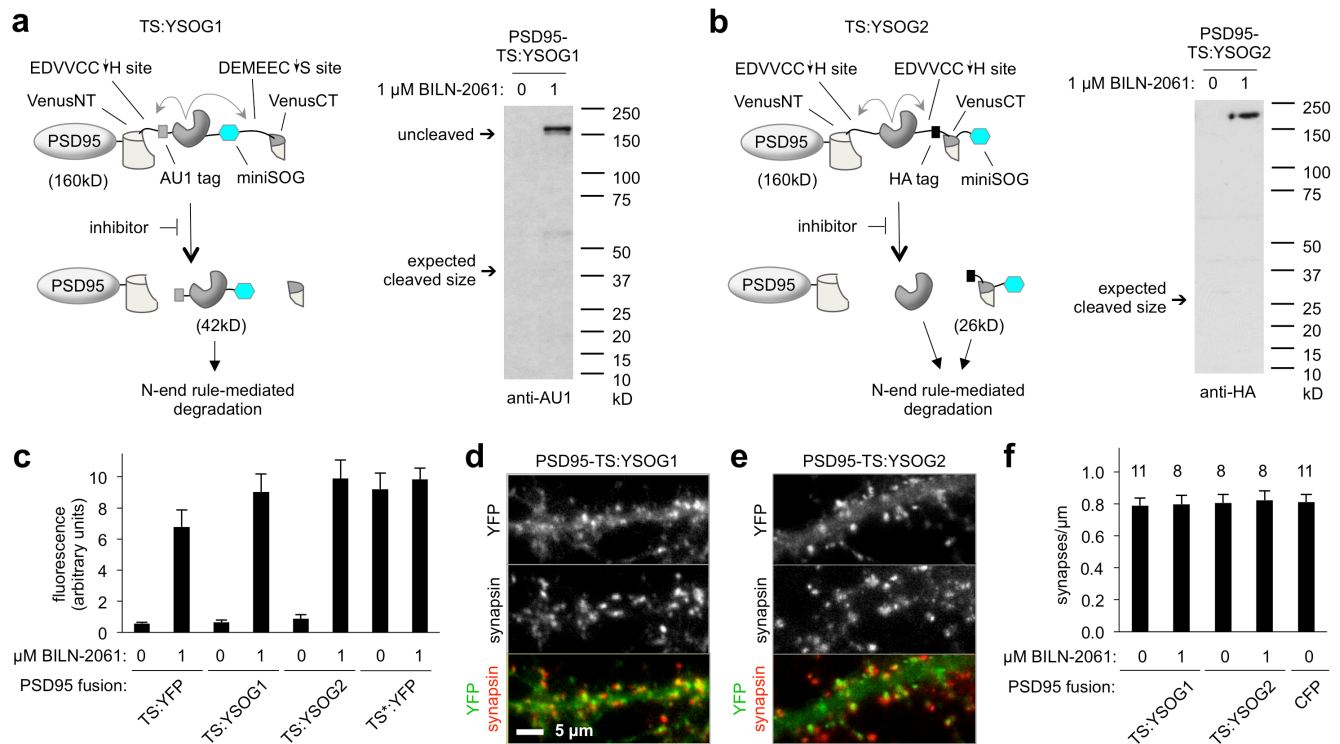 a
TS:YSOG1
EDVVCC H site
DEMEEC S site
VenusNT
VenusCT
PSD95
(160kD)
AU1 tag
miniSOG
inhibitor
PSD95
(42kD)
N-end rule-mediated
degradation
PSD95-
TS:YSOG1
1 µM BILN-2061: 0 1
uncleaved
expected
cleaved size
250
150
100
75
50
37
25
20
15
10
kD
anti-AU1
b
TS:YSOG2
EDVVCC H site
EDVVCC H site
VenusNT
VenusCT
PSD95
(160kD)
HA tag
miniSOG
inhibitor
PSD95
(26kD)
N-end rule-mediated
degradation
PSD95-
TS:YSOG2
1 µM BILN-2061: 0 1
expected
cleaved size
250
150
100
75
50
37
25
20
15
10
kD
anti-HA
c
fluorescence
(arbitrary units)
10
8
6
4
2
0
µM BILN-2061: 0 1 0 1 0 1 0 1
PSD95 fusion:
TS:YFP
TS:YSOG1
TS:YSOG2
TS*:YFP
d
PSD95-TS:YSOG1
YFP
synapsin
YFP
synapsin
5 µm
e
PSD95-TS:YSOG2
YFP
synapsin
YFP
synapsin
f
synapses/µm
1.0
0.8
0.6
0.4
0.2
0.0
11 8 8 8 11
µM BILN-2061: 0 1 0 1 0
PSD95 fusion:
TS:YSOG1
TS:YSOG2
CFP